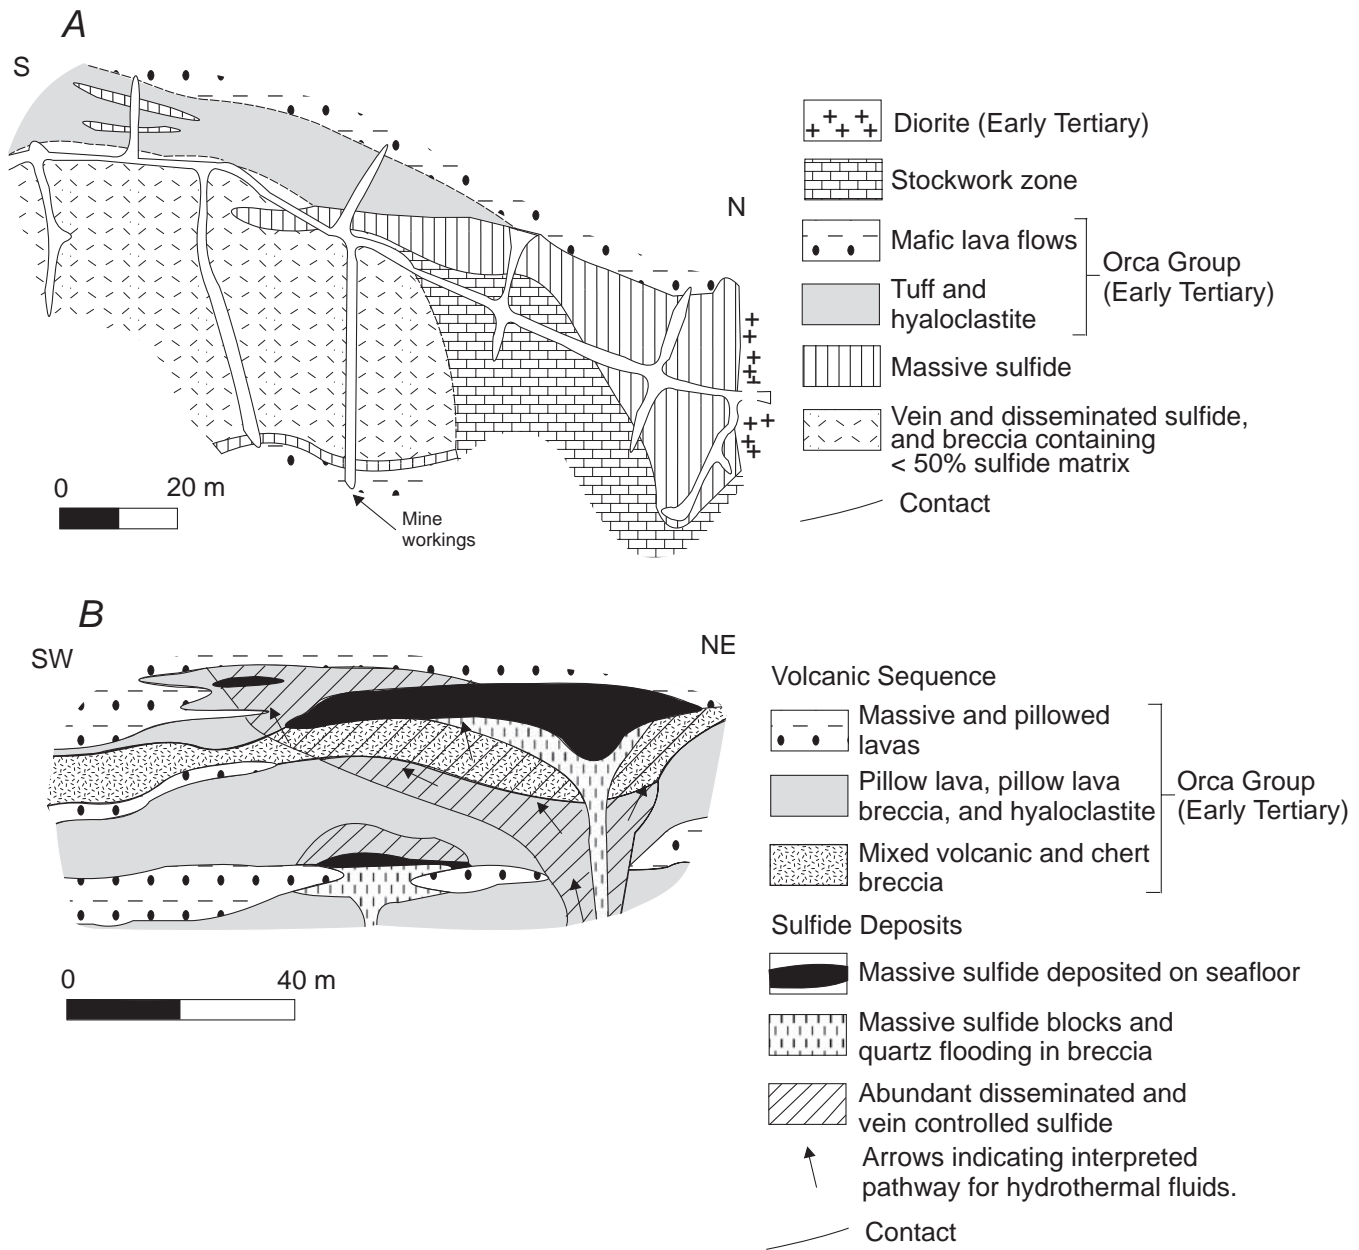 A
S
N
Diorite (Early Tertiary)
Stockwork zone
Mafic lava flows
Tuff and
hyaloclastite
Orca Group
(Early Tertiary)
Massive sulfide
Vein and disseminated sulfide,
and breccia containing
< 50% sulfide matrix
Contact
0 20 m
Mine
workings
B
SW
NE
0 40 m
Volcanic Sequence
Massive and pillowed
lavas
Pillow lava, pillow lava
breccia, and hyaloclastite
Mixed volcanic and chert
breccia
Orca Group
(Early Tertiary)
Sulfide Deposits
Massive sulfide deposited on seafloor
Massive sulfide blocks and
quartz flooding in breccia
Abundant disseminated and
vein controlled sulfide
Arrows indicating interpreted
pathway for hydrothermal fluids.
Contact